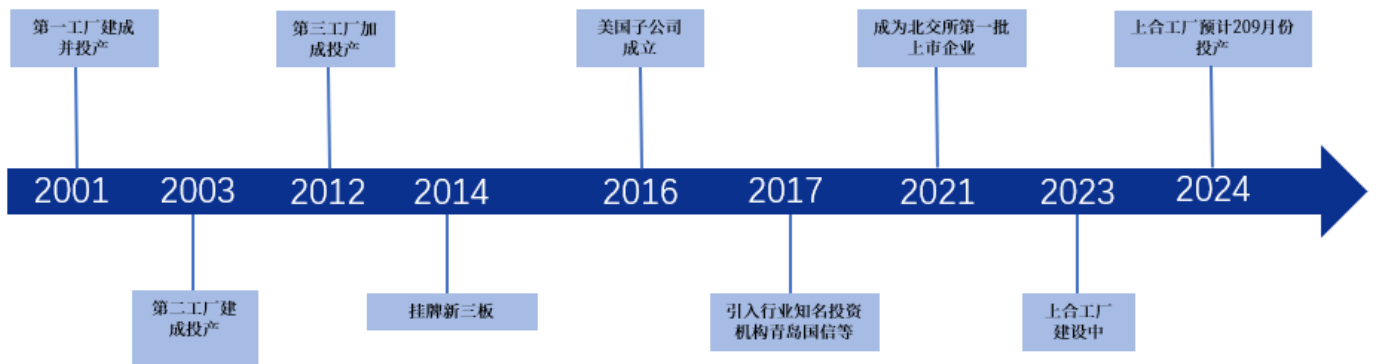 第一工厂建成
并投产
第三工厂加
成投产
美国子公司
成立
成为北交所第一批
上市企业
上合工厂预计209月份
投产
2001
2003
2012
2014
2016
2017
2021
2023
2024
第二工厂建
成投产
挂牌新三板
引入行业知名投资
机构青岛国信等
上合工厂
建设中